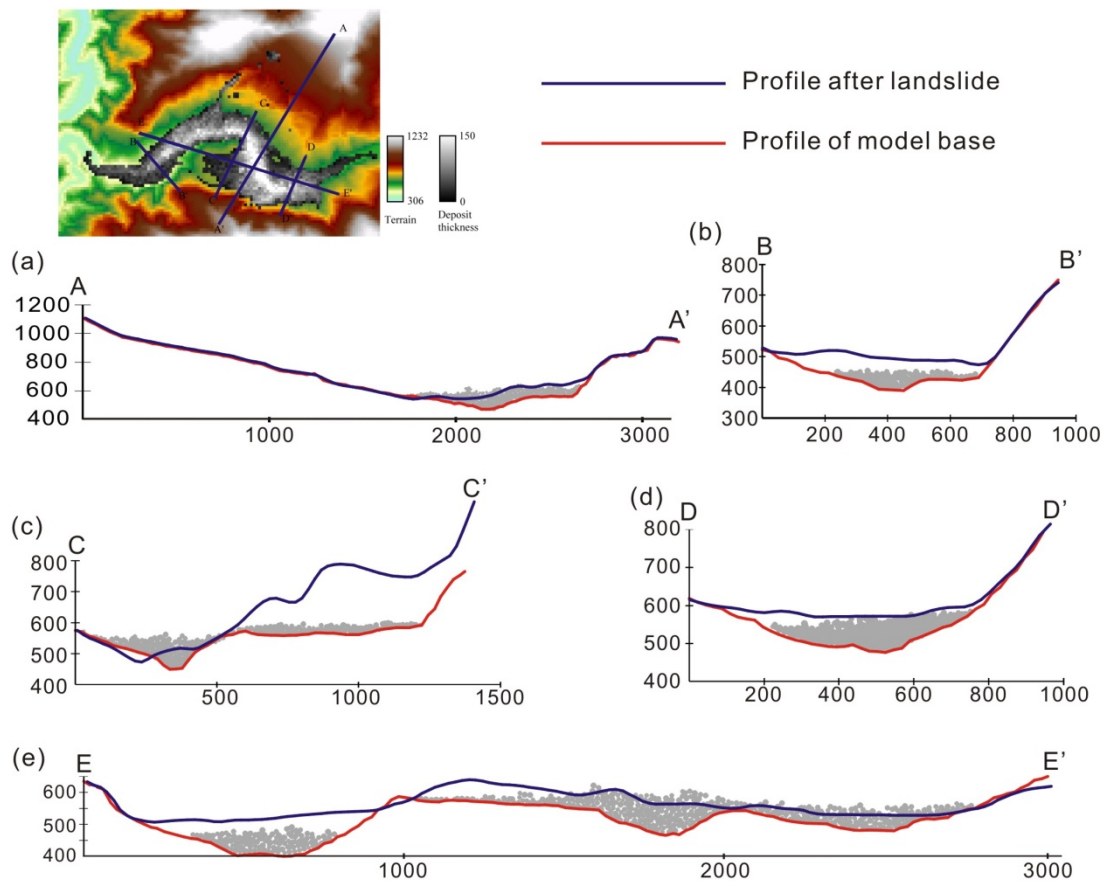 A
C
D
B
E'
C'
A'
D'
1232
306
Terrain
150
0
Deposit
thickness
Profile after landslide
Profile of model base
(a)
A
A'
1200
1000
800
600
400
1000
2000
3000
(b)
B
B'
800
700
600
500
400
300
200
400
600
800
1000
(c)
C
C'
800
700
600
500
400
500
1000
1500
(d)
D
D'
800
700
600
500
400
200
400
600
800
1000
(e)
E
E'
600
500
400
1000
2000
3000